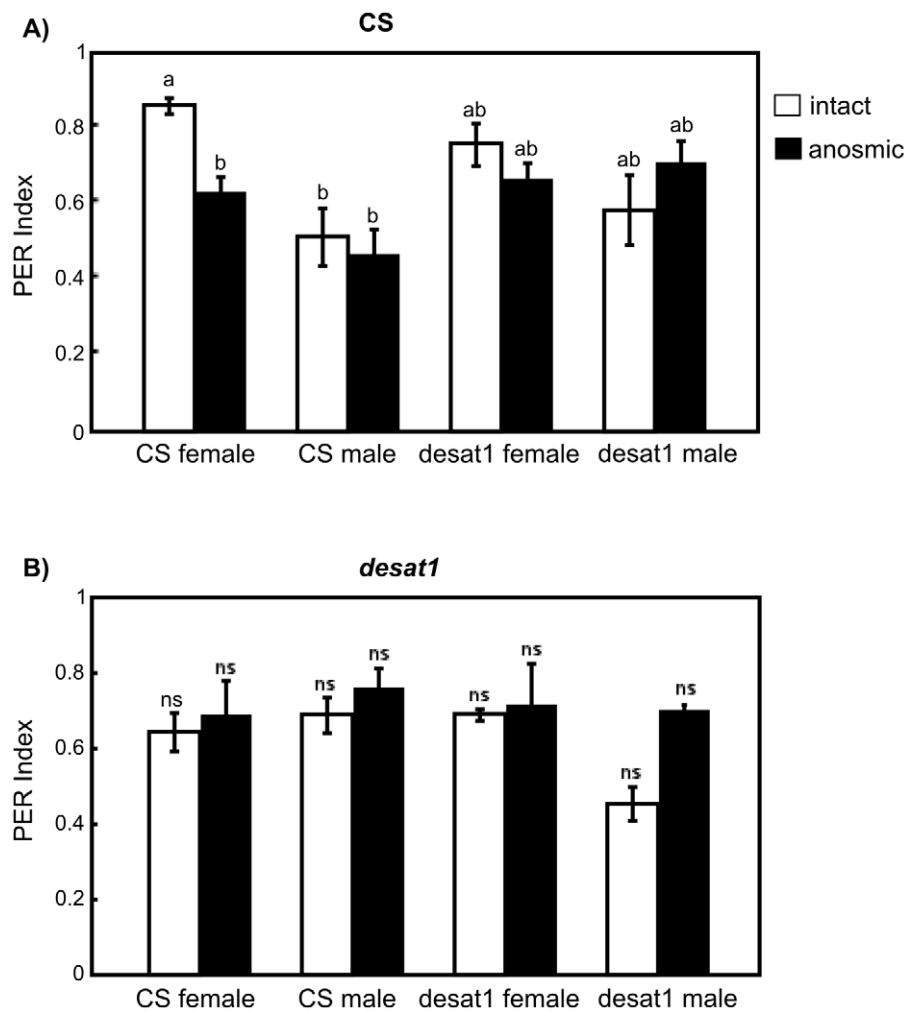 A)
CS
1
0.8
0.6
0.4
0.2
0
PER Index
a
b
b
b
ab
ab
ab
ab
intact
anosmic
CS female
CS male
desat1 female
desat1 male
B)
desat1
1
0.8
0.6
0.4
0.2
0
PER Index
ns
ns
ns
ns
ns
ns
ns
ns
CS female
CS male
desat1 female
desat1 male